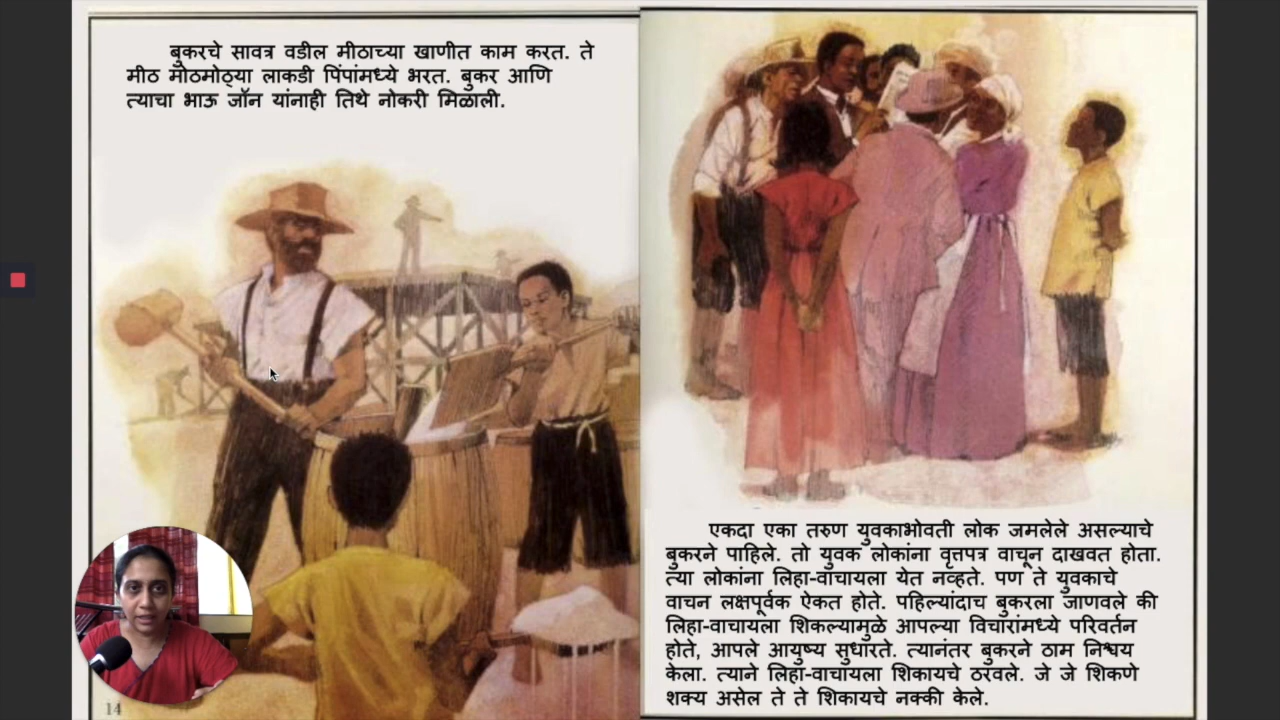 बुकरचे सावत्र वडील मीठाच्या खाणीत काम करत. ते
मीठ मोठमोठ्या लाकडी पिंपांमध्ये भरत. बुकर आणि
त्याचा भाऊ जॉन यांनाही तिथे नोकरी मिळाली.
14
एकदा एका तरुण युवकाभोवती लोक जमलेले असल्याचे
बुकरने पाहिले. तो युवक लोकांना वृत्तपत्र वाचून दाखवत होता.
त्या लोकांना लिहा-वाचायला येत नव्हते. पण ते युवकाचे
वाचन लक्षपूर्वक ऐकत होते. पहिल्यांदाच बुकरला जाणवले की
लिहा-वाचायला शिकल्यामुळे आपल्या विचारांमध्ये परिवर्तन
होते, आपले आयुष्य सुधारते. त्यानंतर बुकरने ठाम निश्चय
केला. त्याने लिहा-वाचायला शिकायचे ठरवले. जे जे शिकणे
शक्य असेल ते ते शिकायचे नक्की केले.